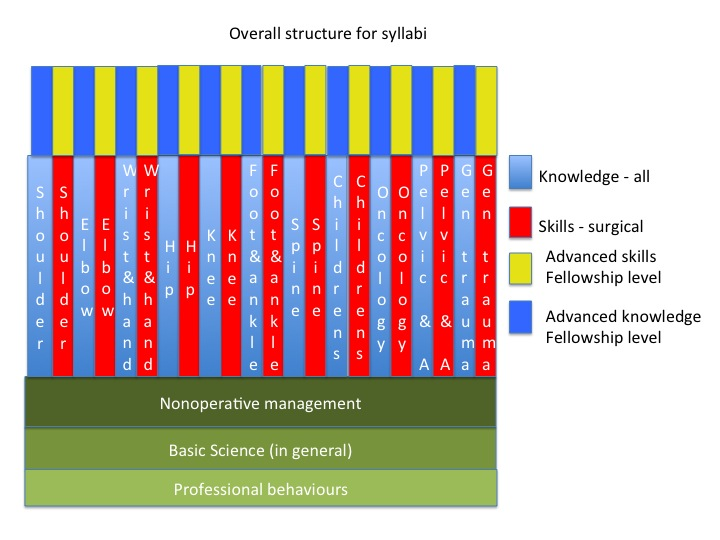 Overall structure for syllabi
Shoulder
Shoulder
Elbow
Elbow
Wrist&hand
Wrist&hand
Hip
Hip
Knee
Knee
Foot&ankle
Foot&ankle
Spine
Spine
Childrens
Childrens
Oncology
Oncology
Pelvic & A
Pelvic & A
Gen trauma
Gen trauma
Knowledge - all
Skills - surgical
Advanced skills
Fellowship level
Advanced knowledge
Fellowship level
Nonoperative management
Basic Science (in general)
Professional behaviours